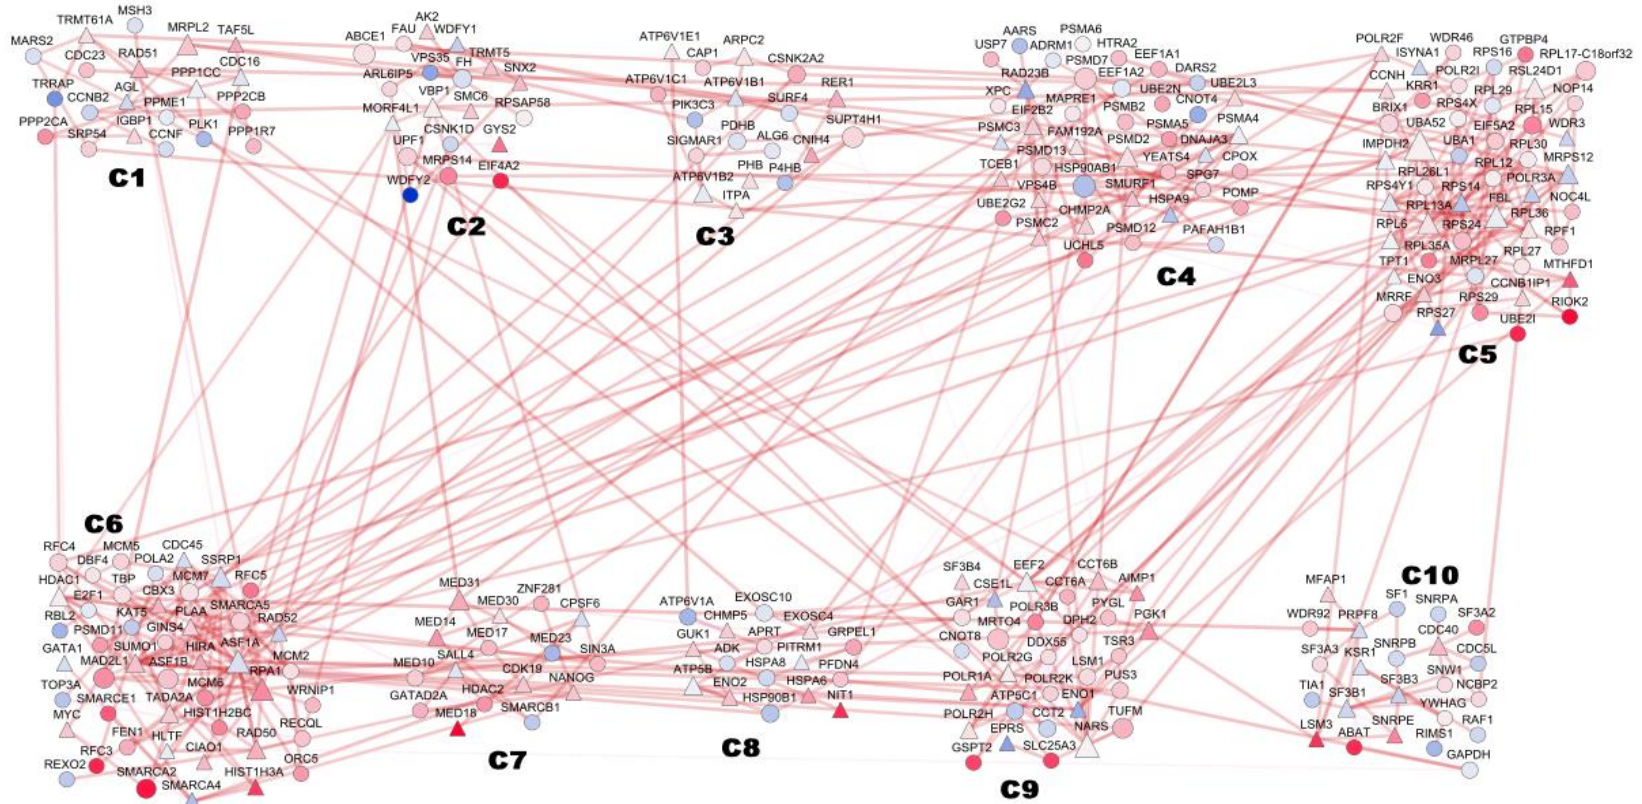 TRMT61A
MSH3
MARS2
CDC23
RAD51
MRPL2
TAF5L
CDC16
TRRAP
CCNB2
AGL
PPP1CC
PPME1
PPP2CB
PPP2CA
SRP54
IGBP1
CCNF
PLK1
PPP1R7
C1
AK2
ABCE1
FAU
WDFY1
VPS35
FH
TRMT5
ARL6IP5
SNX2
VBP1
MORF4L1
SMC6
RPSAP58
CSNK1D
GYS2
UPF1
MRPS14
EIF4A2
WDFY2
C2
ATP6V1E1
ARPC2
CAP1
CSNK2A2
ATP6V1C1
ATP6V1B1
RER1
PIK3C3
SURF4
SUPT4H1
PDHB
ALG6
CNIH4
SIGMAR1
PHB
P4HB
ATP6V1B2
ITPA
C3
AARS
PSMA6
USP7
ADRM1
HTRA2
PSMD7
EEF1A1
RAD23B
EEF1A2
DARS2
UBE2L3
XPC
MAPRE1
UBE2N
CNOT4
EIF2B2
PSMB2
PSMA5
PSMA4
PSMC3
FAM192A
PSMD2
DNAJA3
PSMD13
YEATS4
CPOX
TCEB1
HSP90AB1
SPG7
VPS4B
SMURF1
POMP
UBE2G2
CHMP2A
HSPA9
PSMC2
PSMD12
PAFAH1B1
UCHL5
C4
POLR2F
WDR46
GTPBP4
ISYNA1
RPS16
RPL17-C18orf32
CCNH
POLR2I
RSL24D1
KRR1
RPL29
NOP14
BRIX1
RPS4X
RPL15
UBA52
EIF5A2
WDR3
IMPDH2
UBA1
RPL30
RPL12
MRPS12
RPL26L1
RPS4Y1
RPS14
POLR3A
RPL13A
FBL
NOC4L
RPL6
RPS24
RPL36
RPL35A
RPF1
TPT1
MRPL27
RPL27
ENO3
MTHFD1
CCNB1IP1
MRRF
RPS29
RIOK2
RPS27
UBE2I
C5
C6
RFC4
MCM5
CDC45
DBF4
POLA2
SSRP1
HDAC1
TBP
MCM7
RFC5
E2F1
CBX3
RBL2
KAT5
PLAA
SMARCA5
PSMD11
GINS4
RAD52
GATA1
SUMO1
HIRA
ASF1A
MAD2L1
ASF1B
RPA1
MCM2
TOP3A
MCM6
SMARCE1
TADA2A
WRNIP1
MYC
HIST1H2BC
RECQL
FEN1
HLTF
RAD50
RFC3
CIAO1
ORC5
REXO2
SMARCA2
HIST1H3A
SMARCA4
MED31
ZNF281
MED30
CPSF6
MED14
MED17
MED23
SALL4
SIN3A
MED10
CDK19
NANOG
GATAD2A
HDAC2
MED18
SMARCB1
C7
ATP6V1A
EXOSC10
CHMP5
EXOSC4
GUK1
APRT
GRPEL1
ADK
PITRM1
ATP5B
HSPA8
PFDN4
ENO2
HSPA6
HSP90B1
NIT1
C8
SF3B4
EEF2
CCT6B
CSE1L
CCT6A
AIMP1
GAR1
POLR3B
PYGL
MRTO4
DPH2
PGK1
CNOT8
DDX55
TSR3
POLR2G
LSM1
POLR1A
POLR2K
PUS3
ATP5C1
ENO1
POLR2H
CCT2
TUFM
EPRS
NARS
GSPT2
SLC25A3
C9
C10
MFAP1
SF1
SNRPA
WDR92
PRPF8
SF3A2
CDC40
SNRPB
SF3A3
KSR1
CDC5L
SNW1
TIA1
SF3B3
NCBP2
SF3B1
YWHAG
LSM3
SNRPE
RAF1
ABAT
RIMS1
GAPDH